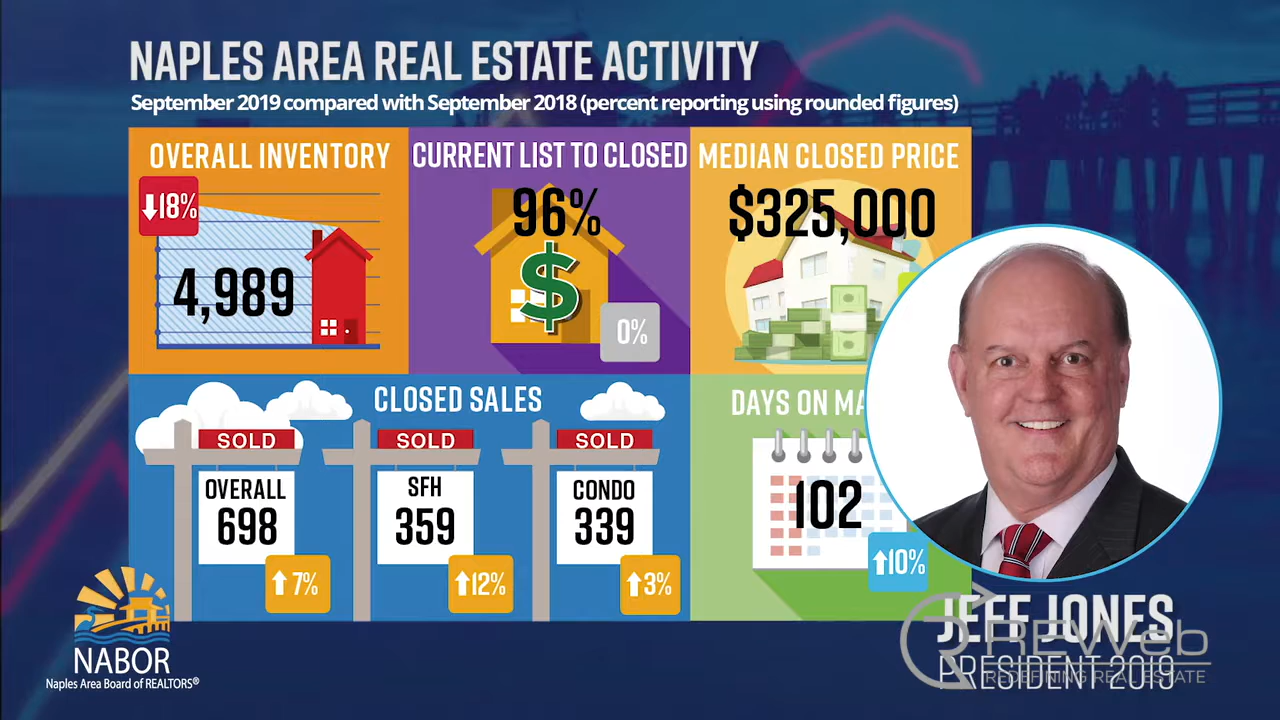 NAPLES AREA REAL ESTATE ACTIVITY
September 2019 compared with September 2018 (percent reporting using rounded figures)
OVERALL INVENTORY
18%
4,989
CURRENT LIST TO CLOSED
96%
$
0%
MEDIAN CLOSED PRICE
$325,000
CLOSED SALES
SOLD
OVERALL
698
7%
SOLD
SFH
359
12%
SOLD
CONDO
339
3%
DAYS ON MA
102
10%
NABOR
Naples Area Board of REALTORS®
JEFF JONES
PRESIDENT 2019
REWeb
REDEFINING REAL ESTATE